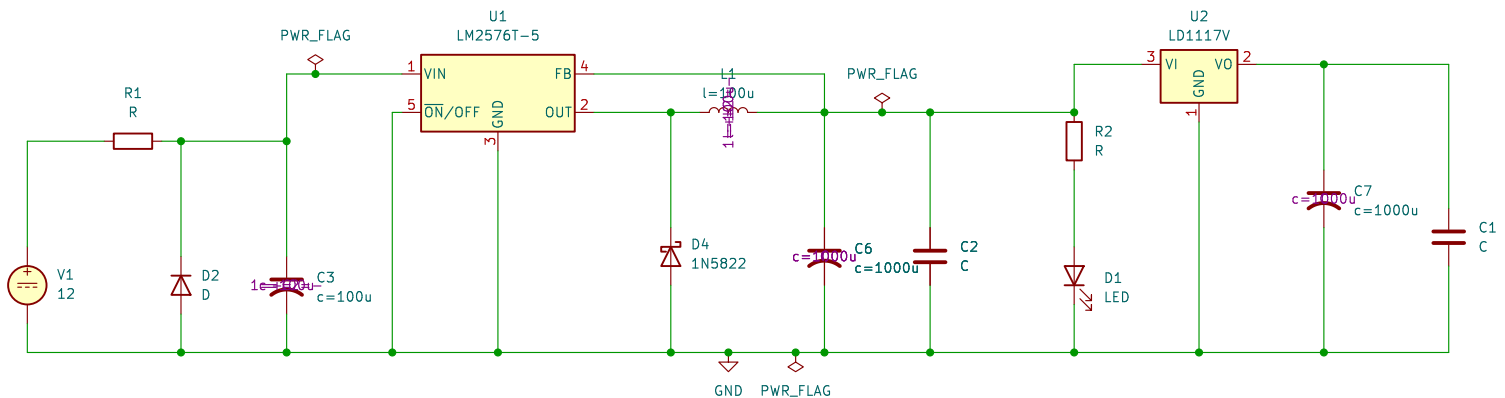 PWR_FLAG
U1
LM2576T-5
1
VIN
FB
4
5
ON/OFF
GND
OUT
2
3
R1
R
V1
12
D2
D
C3
c=100u
L1
l=100u
D4
1N5822
PWR_FLAG
C6
c=1000u
c=1000u
C2
C
GND
PWR_FLAG
R2
R
D1
LED
U2
LD1117V
3
VI
VO
2
GND
1
c=1000u
C7
c=1000u
C1
C